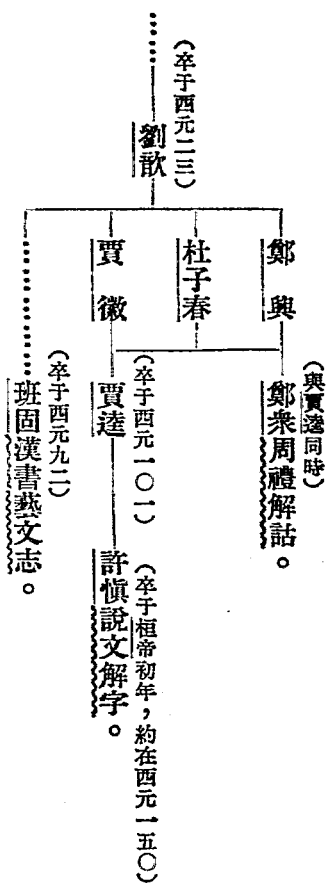 ……
劉歆
(卒于西元二三)
鄭興
鄭衆周禮解詁。
(與賈逵同時)
杜子春
賈徽
賈逵
(卒于西元一〇一)
許愼說文解字。
(卒于桓帝初年,約在西元一五〇)
……
班固漢書藝文志。
(卒于西元九二)